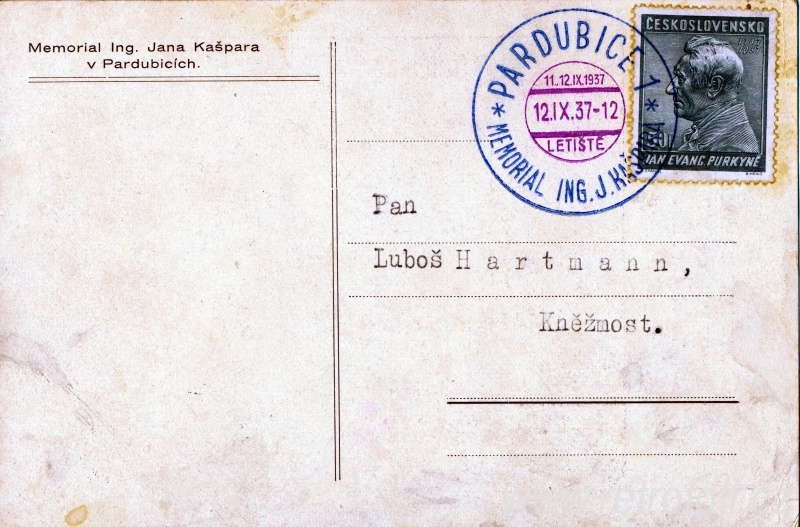 Memorial Ing. Jana Kašpara
v Pardubicích.
PARDUBICE 1
11.-12.IX.1937
12.IX.37-12
LETIŠTĚ
* MEMORIAL ING. J. KAŠPARA *
ČESKOSLOVENSKO
JAN EVANG. PURKYNĚ
Pan
Luboš Hartmann,
Kněžmost.